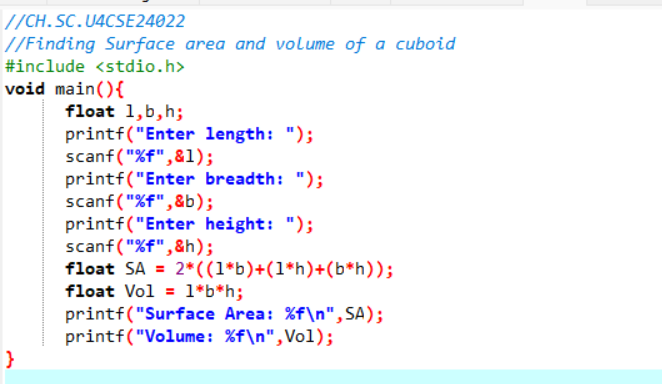 //CH.SC.U4CSE24022
//Finding Surface area and volume of a cuboid
#include <stdio.h>
void main(){
float l,b,h;
printf("Enter length: ");
scanf("%f",&l);
printf("Enter breadth: ");
scanf("%f",&b);
printf("Enter height: ");
scanf("%f",&h);
float SA = 2*((l*b)+(l*h)+(b*h));
float Vol = l*b*h;
printf("Surface Area: %f\n",SA);
printf("Volume: %f\n",Vol);
}